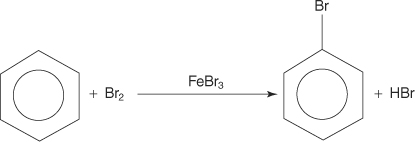 Br
+ Br₂ FeBr₃ + HBr